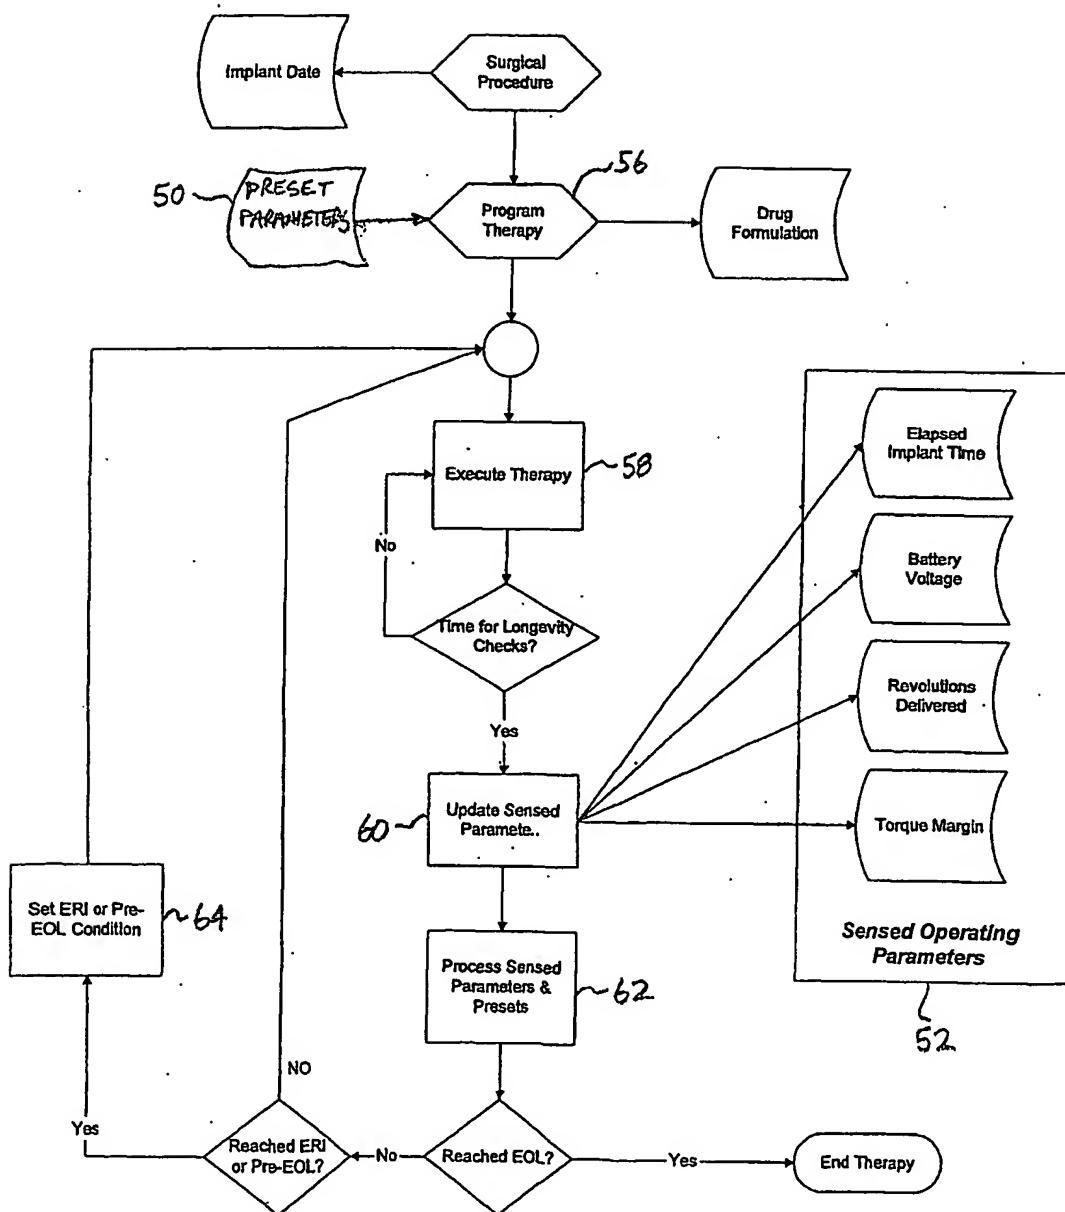 Implant Date
Surgical
Procedure
50
PRESET
PARAMETERS
56
Program
Therapy
Drug
Formulation
Execute Therapy
58
No
Time for Longevity
Checks?
Yes
Elapsed
Implant Time
Battery
Voltage
Revolutions
Delivered
Torque Margin
Sensed Operating
Parameters
52
60
Update Sensed
Paramete..
Set ERI or Pre-
EOL Condition
64
Process Sensed
Parameters &
Presets
62
NO
Yes
Reached ERI
or Pre-EOL?
No
Reached EOL?
Yes
End Therapy